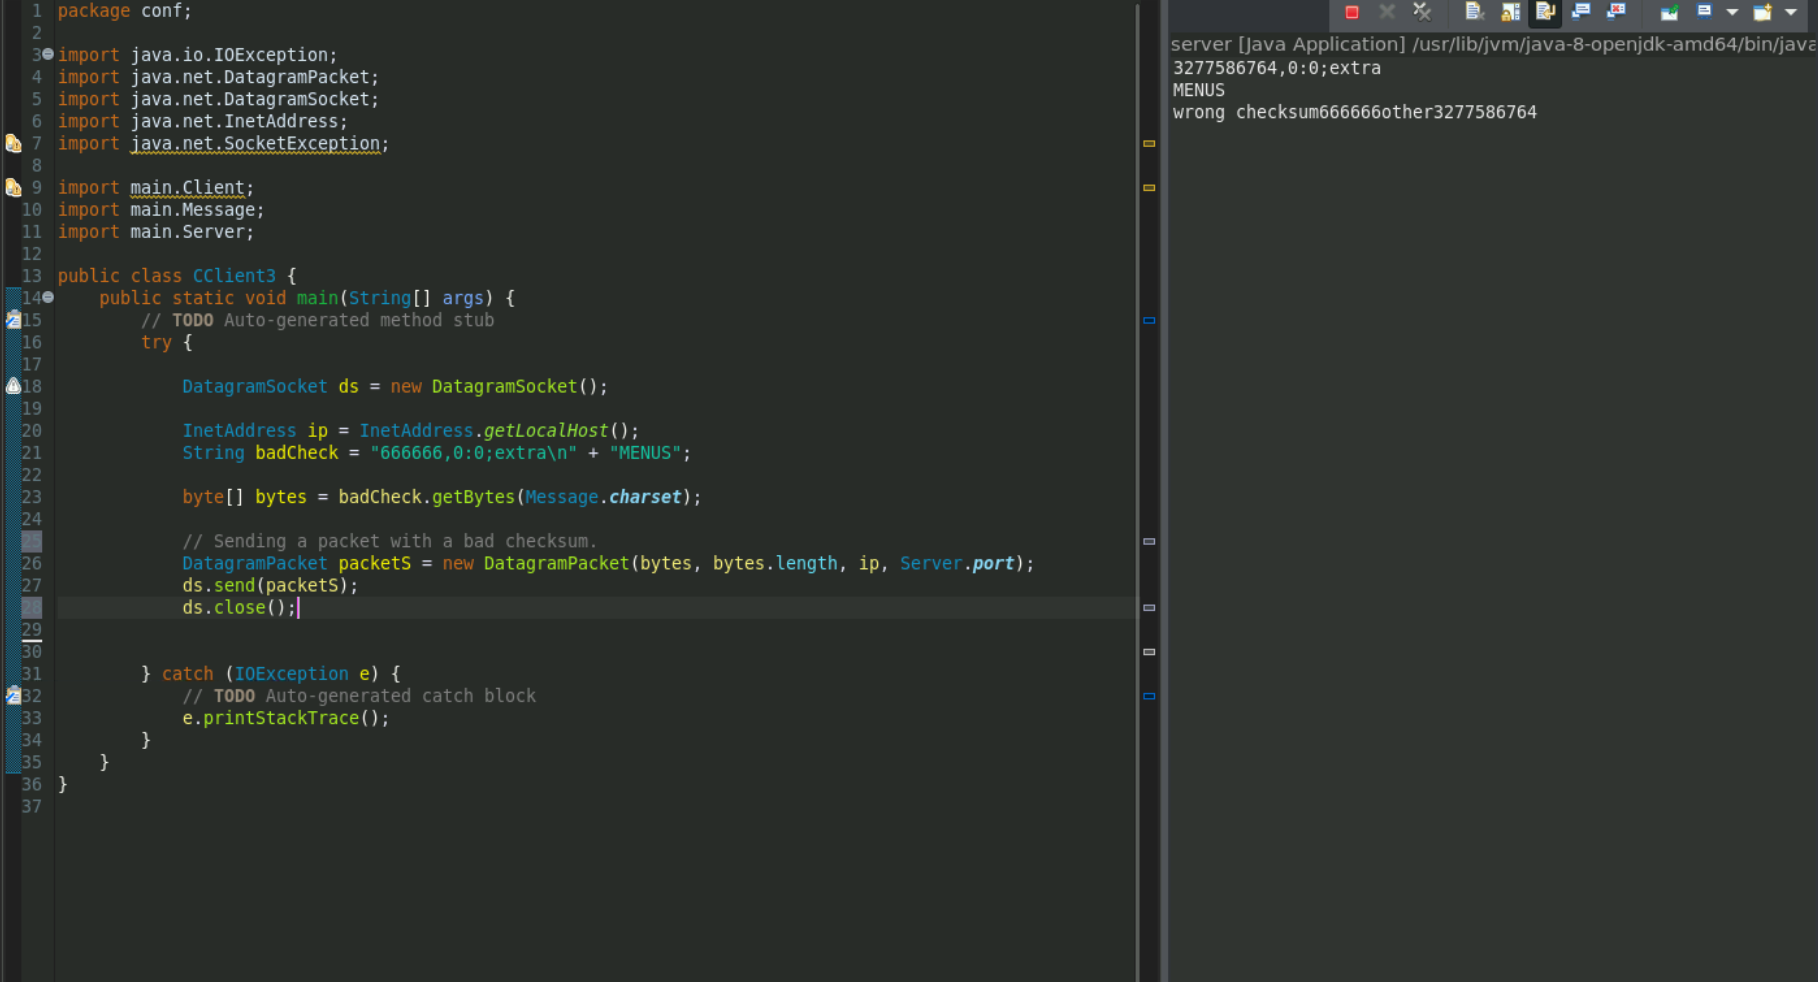 1 package conf;
2
3 import java.io.IOException;
4 import java.net.DatagramPacket;
5 import java.net.DatagramSocket;
6 import java.net.InetAddress;
7 import java.net.SocketException;
8
9 import main.Client;
10 import main.Message;
11 import main.Server;
12
13 public class CClient3 {
14     public static void main(String[] args) {
15         // TODO Auto-generated method stub
16         try {
17
18             DatagramSocket ds = new DatagramSocket();
19
20             InetAddress ip = InetAddress.getLocalHost();
21             String badCheck = "666666,0:0;extra\n" + "MENUS";
22
23             byte[] bytes = badCheck.getBytes(Message.charset);
24
25             // Sending a packet with a bad checksum.
26             DatagramPacket packetS = new DatagramPacket(bytes, bytes.length, ip, Server.port);
27             ds.send(packetS);
28             ds.close();
29
30
31         } catch (IOException e) {
32             // TODO Auto-generated catch block
33             e.printStackTrace();
34         }
35     }
36 }
37
server [Java Application] /usr/lib/jvm/java-8-openjdk-amd64/bin/java
3277586764,0:0;extra
MENUS
wrong checksum666666other3277586764